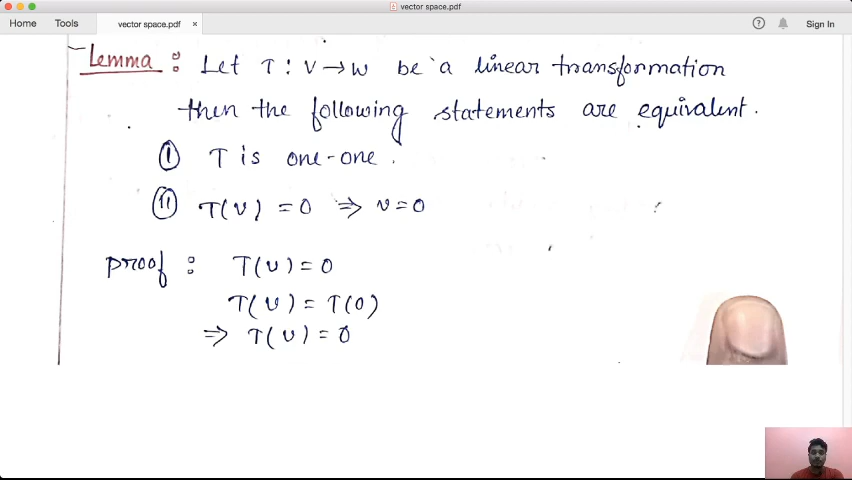 vector space.pdf
Home Tools vector space.pdf × Sign In
Lemma : Let T : V → W be a linear transformation
then the following statements are equivalent.
(i) T is one-one.
(ii) T(v) = 0 ⇒ v = 0
proof : T(v) = 0
T(v) = T(0)
⇒ T(v) = 0